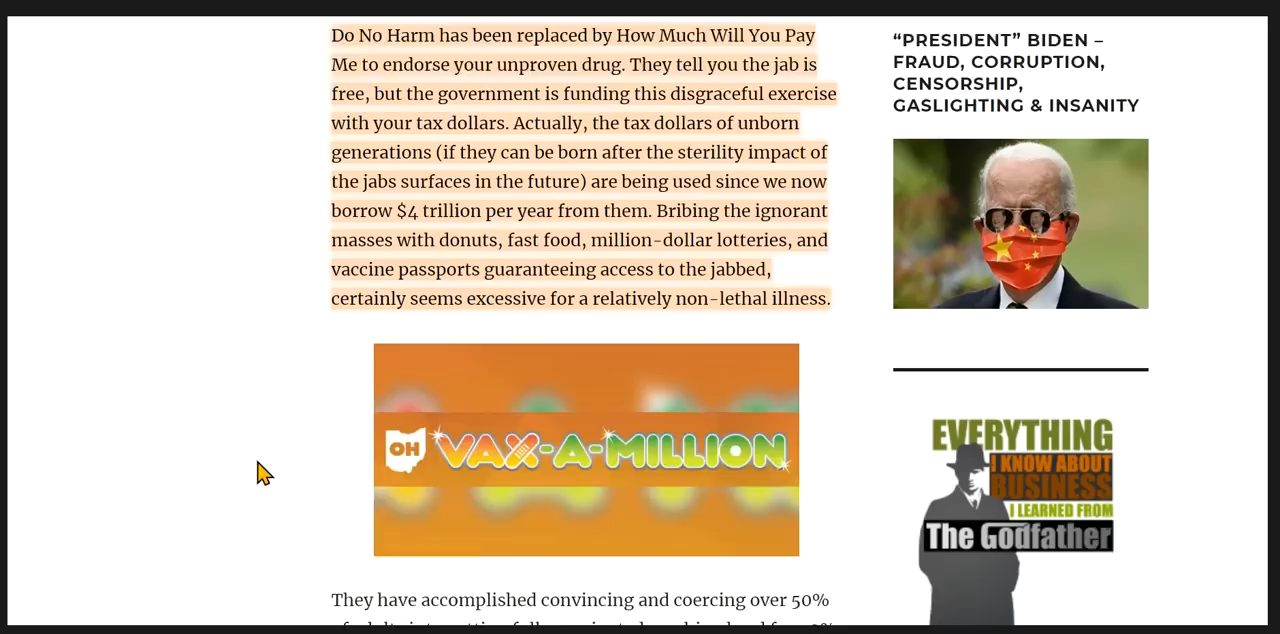 Do No Harm has been replaced by How Much Will You Pay
Me to endorse your unproven drug. They tell you the jab is
free, but the government is funding this disgraceful exercise
with your tax dollars. Actually, the tax dollars of unborn
generations (if they can be born after the sterility impact of
the jabs surfaces in the future) are being used since we now
borrow $4 trillion per year from them. Bribing the ignorant
masses with donuts, fast food, million-dollar lotteries, and
vaccine passports guaranteeing access to the jabbed,
certainly seems excessive for a relatively non-lethal illness.
OH VAX-A-MILLION
They have accomplished convincing and coercing over 50%
“PRESIDENT” BIDEN –
FRAUD, CORRUPTION,
CENSORSHIP,
GASLIGHTING & INSANITY
EVERYTHING
I KNOW ABOUT
BUSINESS
I LEARNED FROM
The Godfather